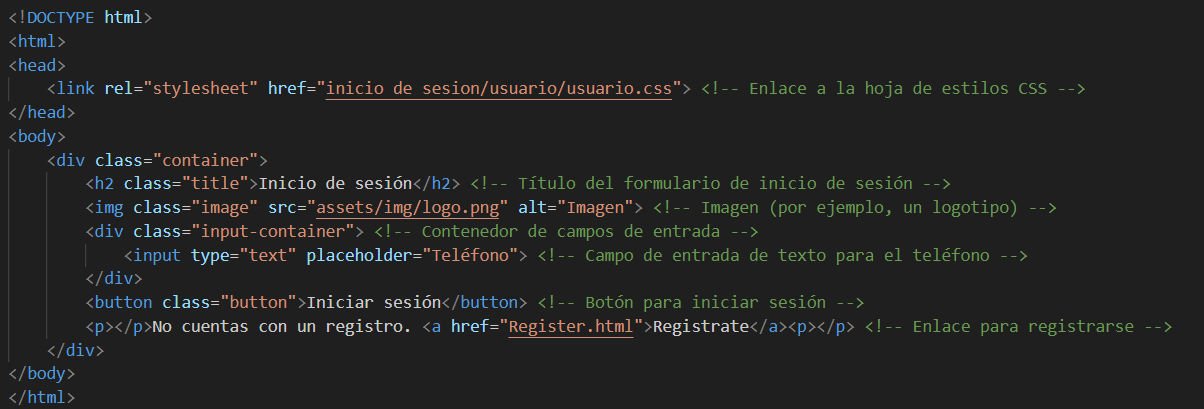 <!DOCTYPE html>
<html>
<head>
    <link rel="stylesheet" href="inicio de sesion/usuario/usuario.css"> <!-- Enlace a la hoja de estilos CSS -->
</head>
<body>
    <div class="container">
        <h2 class="title">Inicio de sesión</h2> <!-- Título del formulario de inicio de sesión -->
        <img class="image" src="assets/img/logo.png" alt="Imagen"> <!-- Imagen (por ejemplo, un logotipo) -->
        <div class="input-container"> <!-- Contenedor de campos de entrada -->
            <input type="text" placeholder="Teléfono"> <!-- Campo de entrada de texto para el teléfono -->
        </div>
        <button class="button">Iniciar sesión</button> <!-- Botón para iniciar sesión -->
        <p></p>No cuentas con un registro. <a href="Register.html">Registrate</a><p></p> <!-- Enlace para registrarse -->
    </div>
</body>
</html>